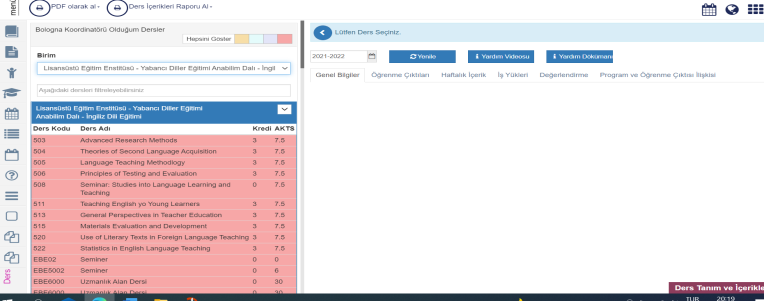 menü
PDF olarak al -
Ders İçerikleri Raporu Al -
Bologna Koordinatörü Olduğum Dersler
Hepsini Göster
Birim
Lisansüstü Eğitim Enstitüsü - Yabancı Diller Eğitimi Anabilim Dalı - İngil
Aşağıdaki dersleri filtreleyebilirsiniz
Lisansüstü Eğitim Enstitüsü - Yabancı Diller Eğitimi
Anabilim Dalı - İngiliz Dili Eğitimi
Ders Kodu Ders Adı Kredi AKTS
503 Advanced Research Methods 3 7.5
504 Theories of Second Language Acquisition 3 7.5
505 Language Teaching Methodlogy 3 7.5
506 Principles of Testing and Evaluation 3 7.5
508 Seminar: Studies into Language Learning and 0 7.5
Teaching
511 Teaching English yo Young Learners 3 7.5
513 General Perspectives in Teacher Education 3 7.5
515 Materials Evaluation and Development 3 7.5
520 Use of Literary Texts in Foreign Language Teaching 3 7.5
522 Statistics in English Language Teaching 3 7.5
EBE02 Seminer 0 0
EBE5002 Seminer 0 6
EBE6000 Uzmanlık Alan Dersi 0 30
EBE6000 Uzmanlık Alan Dersi 0 30
Ders
Lütfen Ders Seçiniz.
2021-2022
Yenile
Yardım Videosu
Yardım Dokümanı
Genel Bilgiler Öğrenme Çıktıları Haftalık İçerik İş Yükleri Değerlendirme Program ve Öğrenme Çıktısı İlişkisi
Ders Tanım ve İçerikle
TUR
20:19